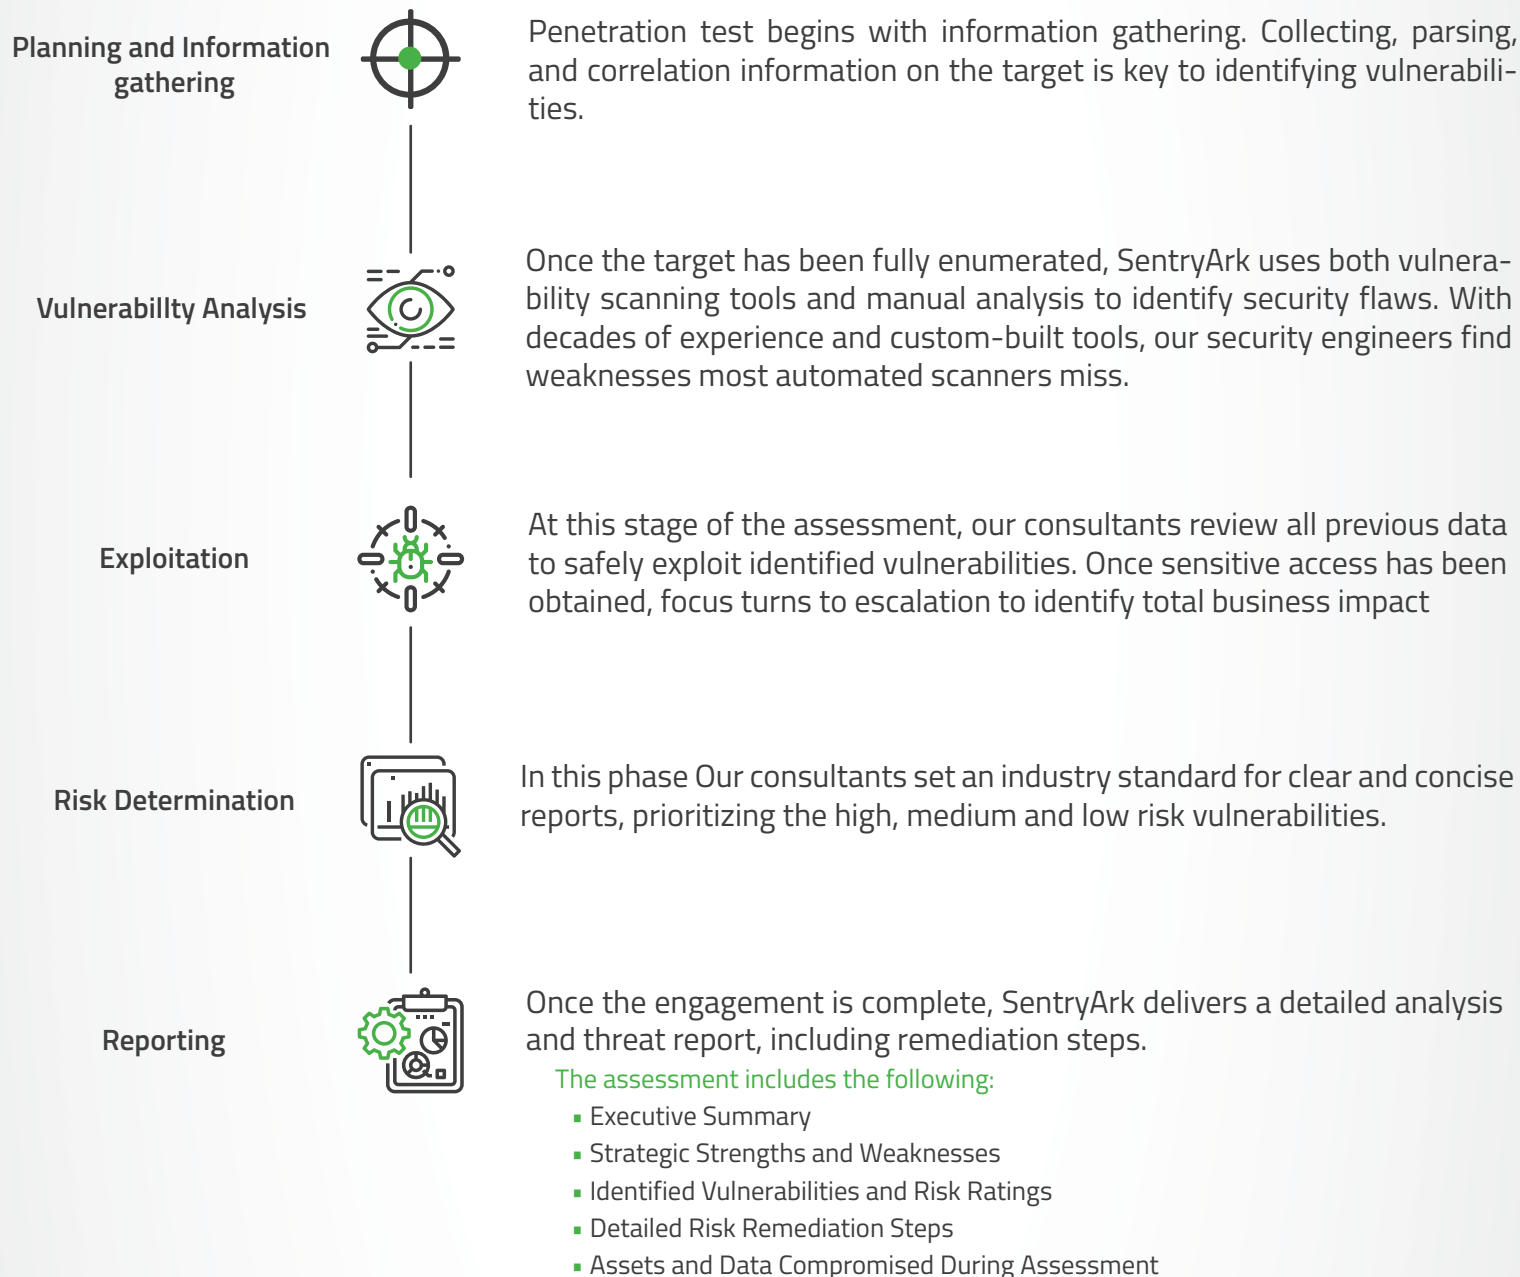 Planning and Information
gathering
Penetration test begins with information gathering. Collecting, parsing,
and correlation information on the target is key to identifying vulnerabili-
ties.
Vulnerabillty Analysis
Once the target has been fully enumerated, SentryArk uses both vulnera-
bility scanning tools and manual analysis to identify security flaws. With
decades of experience and custom-built tools, our security engineers find
weaknesses most automated scanners miss.
Exploitation
At this stage of the assessment, our consultants review all previous data
to safely exploit identified vulnerabilities. Once sensitive access has been
obtained, focus turns to escalation to identify total business impact
Risk Determination
In this phase Our consultants set an industry standard for clear and concise
reports, prioritizing the high, medium and low risk vulnerabilities.
Reporting
Once the engagement is complete, SentryArk delivers a detailed analysis
and threat report, including remediation steps.
The assessment includes the following:
▪ Executive Summary
▪ Strategic Strengths and Weaknesses
▪ Identified Vulnerabilities and Risk Ratings
▪ Detailed Risk Remediation Steps
▪ Assets and Data Compromised During Assessment